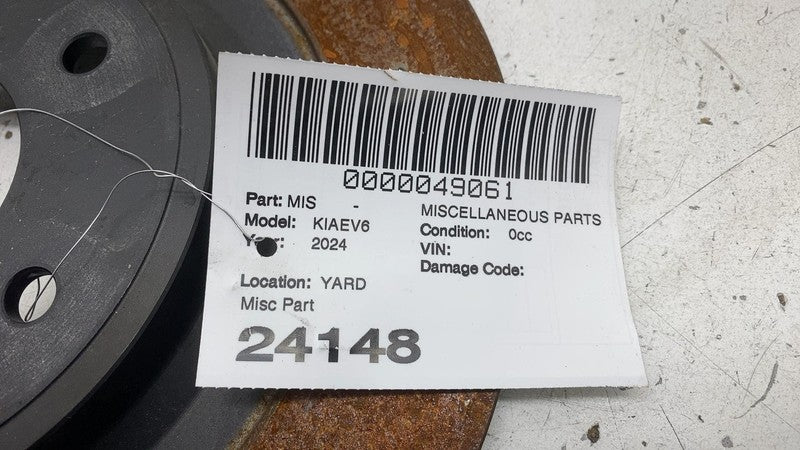 0000049061
Part: MIS - MISCELLANEOUS PARTS
Model: KIAEV6 Condition: 0cc
Year: 2024 VIN:
Damage Code:
Location: YARD
Misc Part
24148